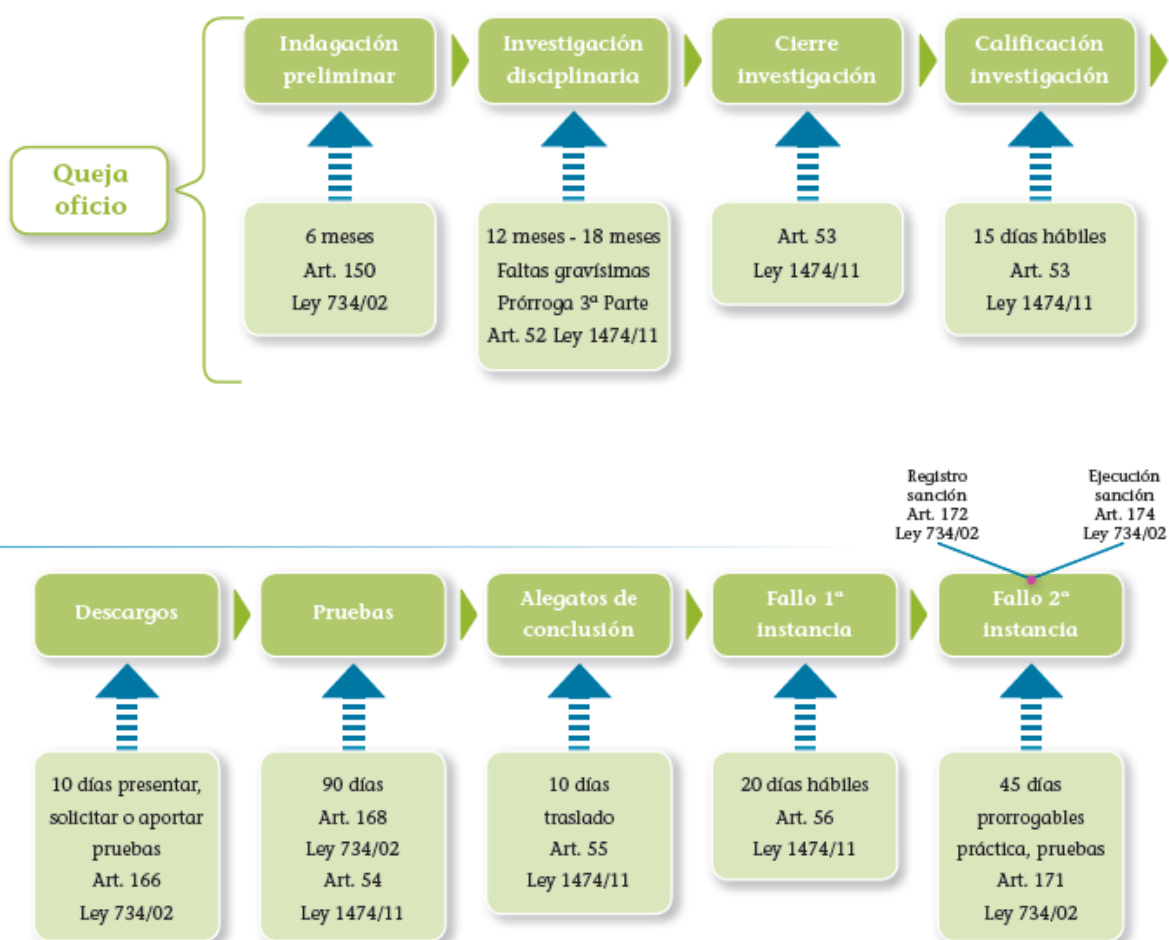 Queja
oficio
Indagación
preliminar
6 meses
Art. 150
Ley 734/02
Investigación
disciplinaria
12 meses - 18 meses
Faltas gravísimas
Prórroga 3ª Parte
Art. 52 Ley 1474/11
Cierre
investigación
Art. 53
Ley 1474/11
Calificación
investigación
15 días hábiles
Art. 53
Ley 1474/11
Descargos
10 días presentar,
solicitar o aportar
pruebas
Art. 166
Ley 734/02
Pruebas
90 días
Art. 168
Ley 734/02
Art. 54
Ley 1474/11
Alegatos de
conclusión
10 días
traslado
Art. 55
Ley 1474/11
Fallo 1ª
instancia
20 días hábiles
Art. 56
Ley 1474/11
Registro
sanción
Art. 172
Ley 734/02
Ejecución
sanción
Art. 174
Ley 734/02
Fallo 2ª
instancia
45 días
prorrogables
práctica, pruebas
Art. 171
Ley 734/02